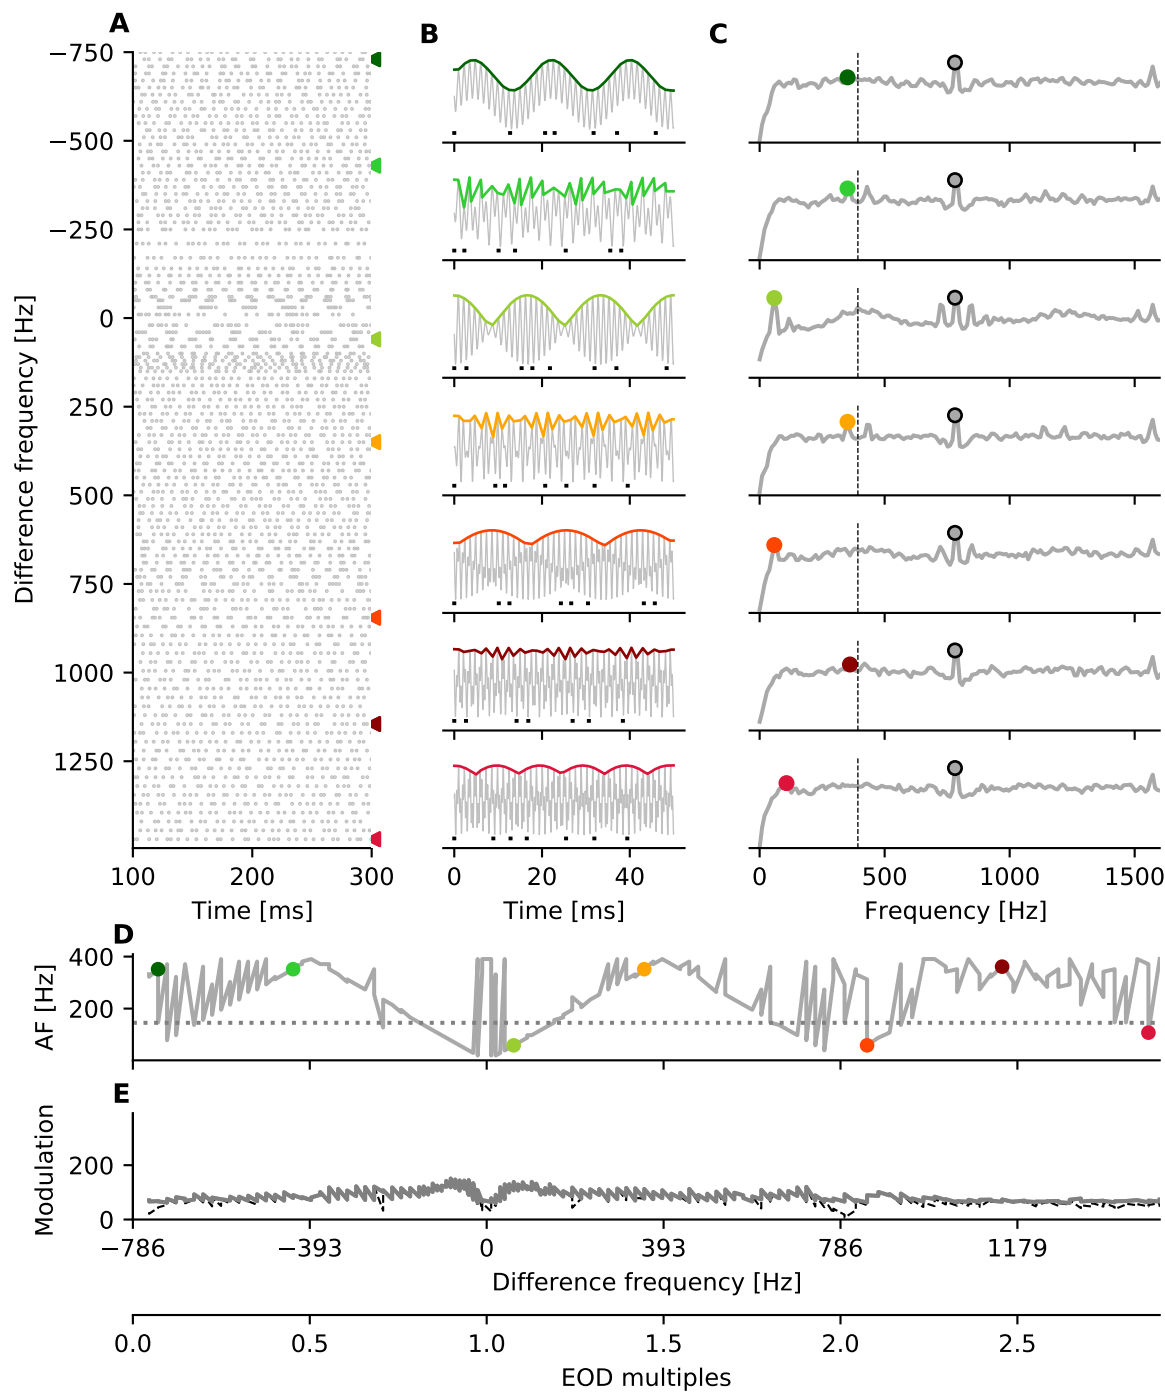 A
B
C
−750
−500
−250
0
250
500
750
1000
1250
Difference frequency [Hz]
100 200 300
0 20 40
0 500 1000 1500
Time [ms]
Time [ms]
Frequency [Hz]
D
400
200
AF [Hz]
E
200
0
Modulation
−786 −393 0 393 786 1179
Difference frequency [Hz]
0.0 0.5 1.0 1.5 2.0 2.5
EOD multiples